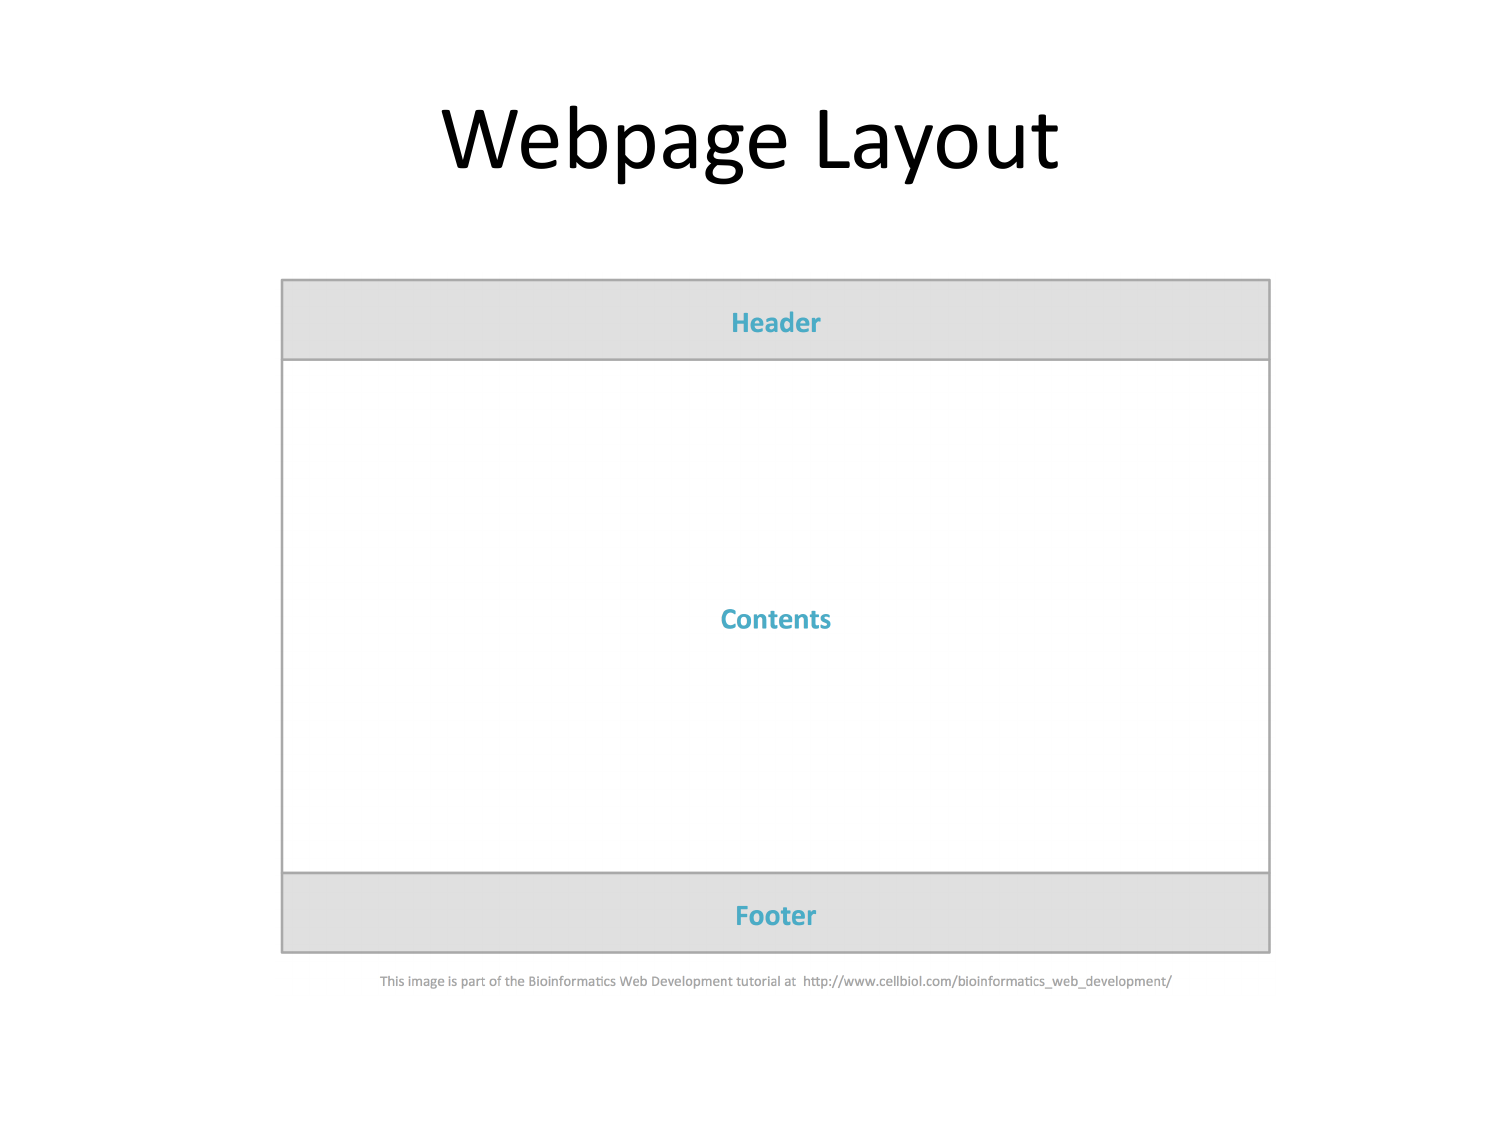 Webpage Layout
Header
Contents
Footer
This image is part of the Bioinformatics Web Development tutorial at http://www.cellbiol.com/bioinformatics_web_development/